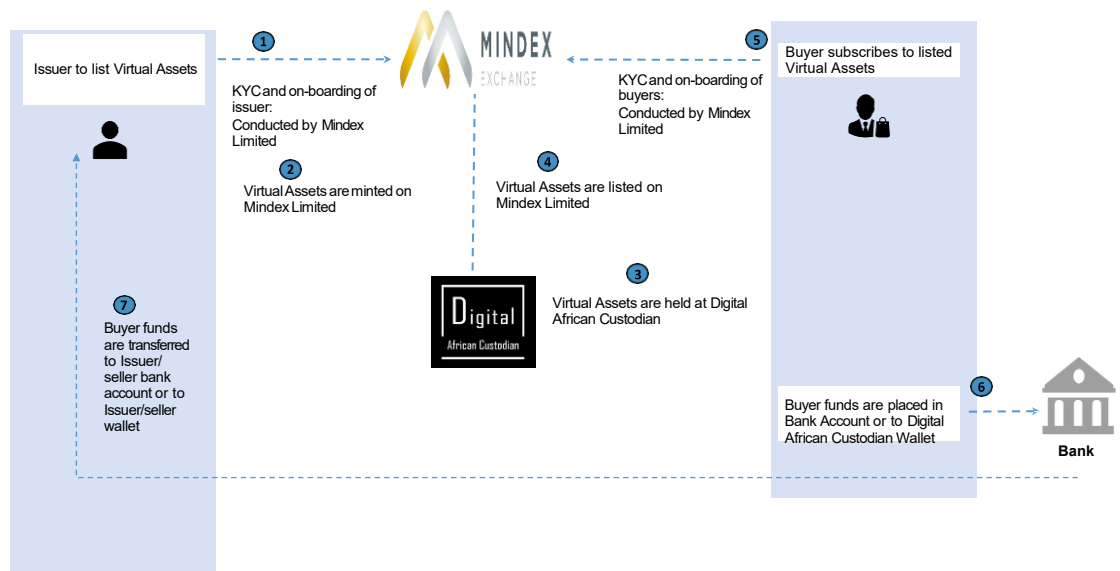 1
MINDEX
EXCHANGE
5
Issuer to list Virtual Assets
Buyer subscribes to listed
Virtual Assets
KYC and on-boarding of
issuer:
Conducted by Mindex
Limited
KYC and on-boarding of
buyers:
Conducted by Mindex
Limited
2
Virtual Assets are minted on
Mindex Limited
4
Virtual Assets are listed on
Mindex Limited
3
Virtual Assets are held at Digital
African Custodian
Digital
African Custodian
7
Buyer funds
are transferred
to Issuer/
seller bank
account or to
Issuer/seller
wallet
6
Buyer funds are placed in
Bank Account or to Digital
African Custodian Wallet
Bank